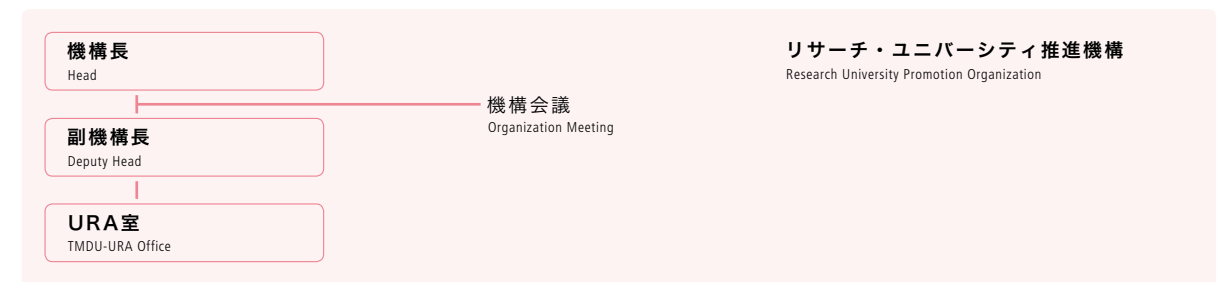 機構長
Head
リサーチ・ユニバーシティ推進機構
Research University Promotion Organization
機構会議
Organization Meeting
副機構長
Deputy Head
URA室
TMDU-URA Office